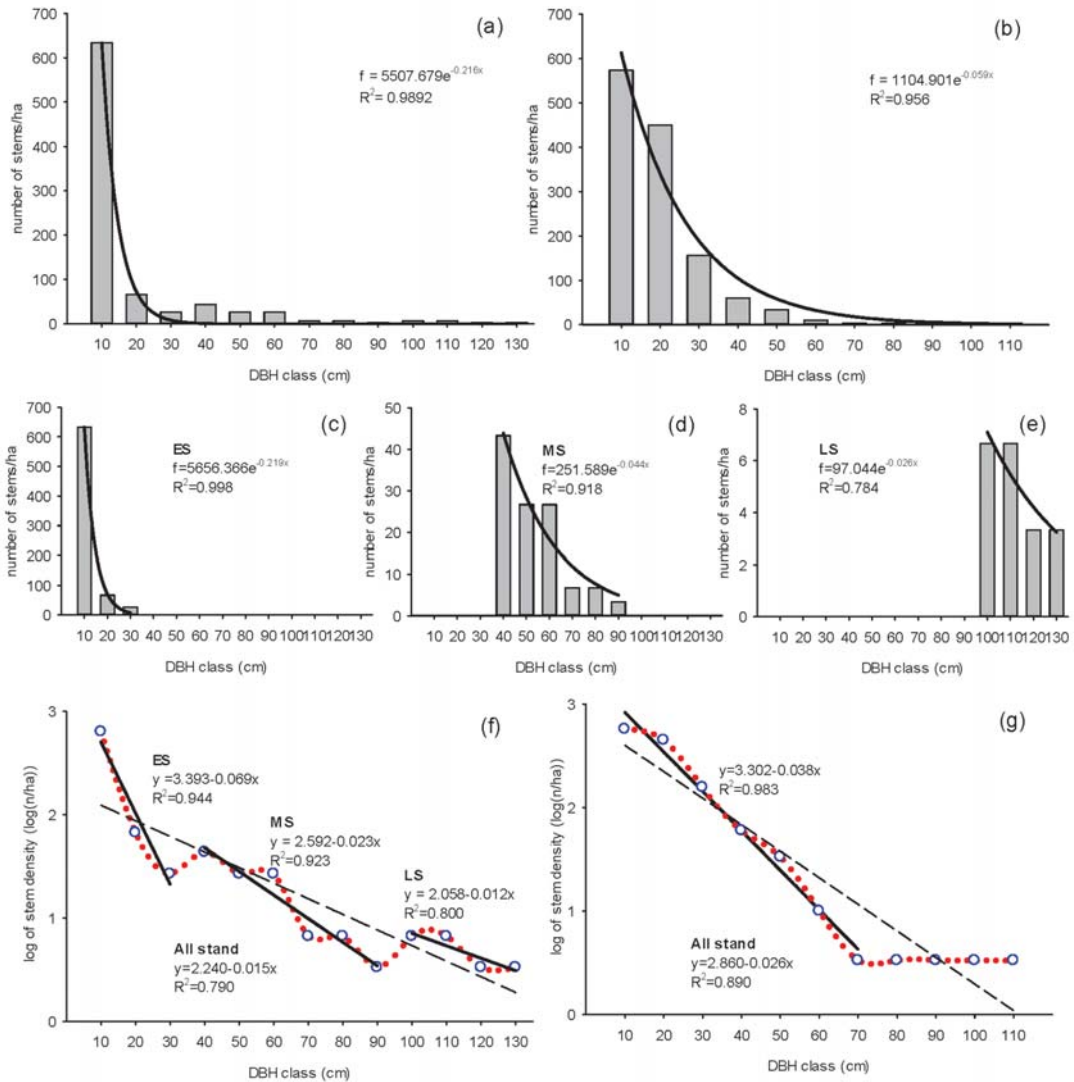 (a)
f = 5507.679e^-0.216x
R²= 0.9892
number of stems/ha
700
600
500
400
300
200
100
0
10 20 30 40 50 60 70 80 90 100 110 120 130
DBH class (cm)
(b)
f = 1104.901e^-0.059x
R²=0.956
number of stems/ha
700
600
500
400
300
200
100
0
10 20 30 40 50 60 70 80 90 100 110
DBH class (cm)
(c)
ES
f=5656.366e^-0.219x
R²=0.998
number of stems/ha
700
600
500
400
300
200
100
0
10 20 30 40 50 60 70 80 90 100110120130
DBH class (cm)
(d)
MS
f=251.589e^-0.044x
R²=0.918
number of stems/ha
50
40
30
20
10
0
10 20 30 40 50 60 70 80 90 100110120130
DBH class (cm)
(e)
LS
f=97.044e^-0.026x
R²=0.784
number of stems/ha
8
6
4
2
0
10 20 30 40 50 60 70 80 90 100110120130
DBH class (cm)
(f)
ES
y =3.393-0.069x
R²=0.944
MS
y = 2.592-0.023x
R²=0.923
LS
y = 2.058-0.012x
R²=0.800
All stand
y=2.240-0.015x
R²=0.790
log of stem density (log(n/ha))
3
2
1
0
10 20 30 40 50 60 70 80 90 100 110 120 130
DBH class (cm)
(g)
y=3.302-0.038x
R²=0.983
All stand
y=2.860-0.026x
R²=0.890
log of stem density (log(n/ha))
3
2
1
0
10 20 30 40 50 60 70 80 90 100 110
DBH class (cm)